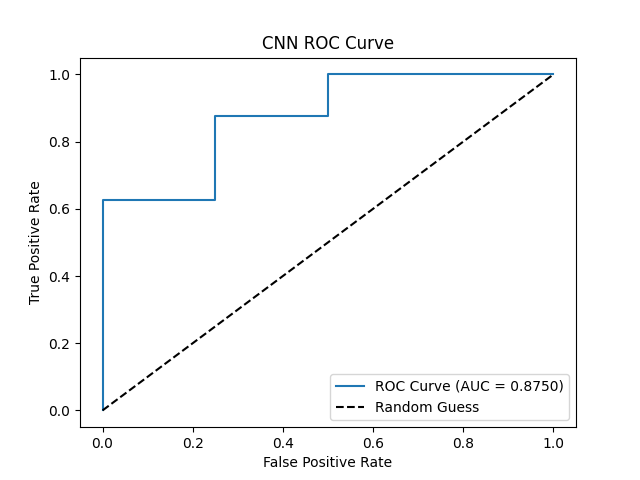 CNN ROC Curve
True Positive Rate
1.0
0.8
0.6
0.4
0.2
0.0
ROC Curve (AUC = 0.8750)
Random Guess
0.0 0.2 0.4 0.6 0.8 1.0
False Positive Rate